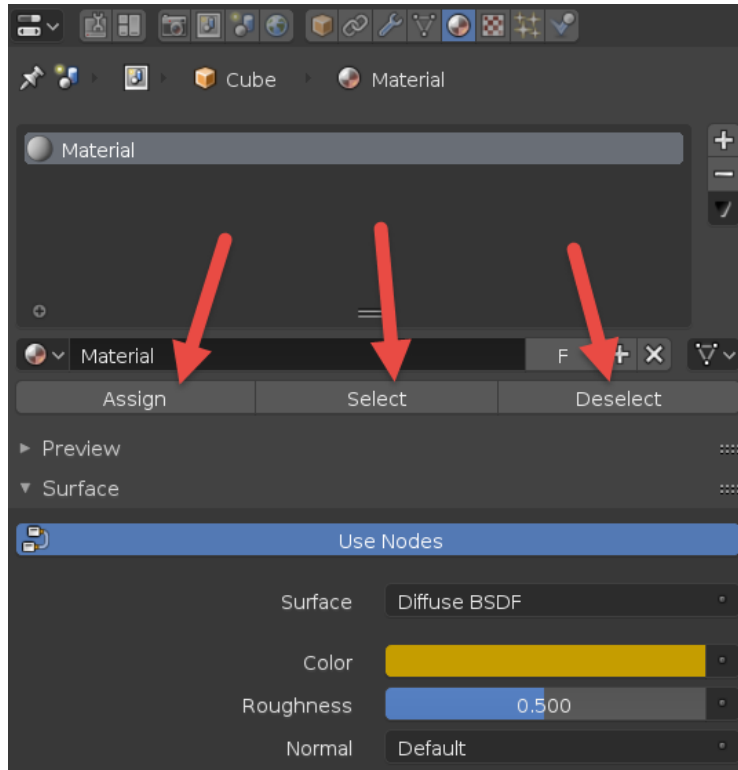 Cube Material
Material
Material F
Assign Select Deselect
Preview
Surface
Use Nodes
Surface Diffuse BSDF
Color
Roughness 0.500
Normal Default